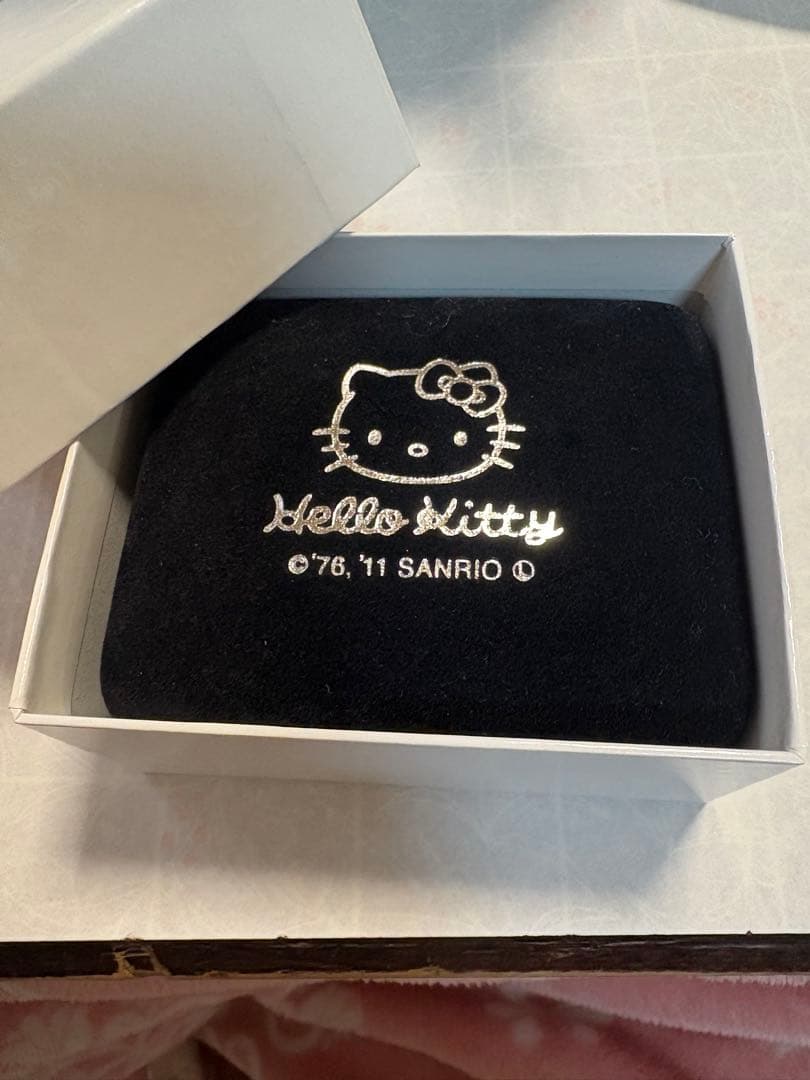 Hello Kitty
©'76, '11 SANRIO Ⓛ